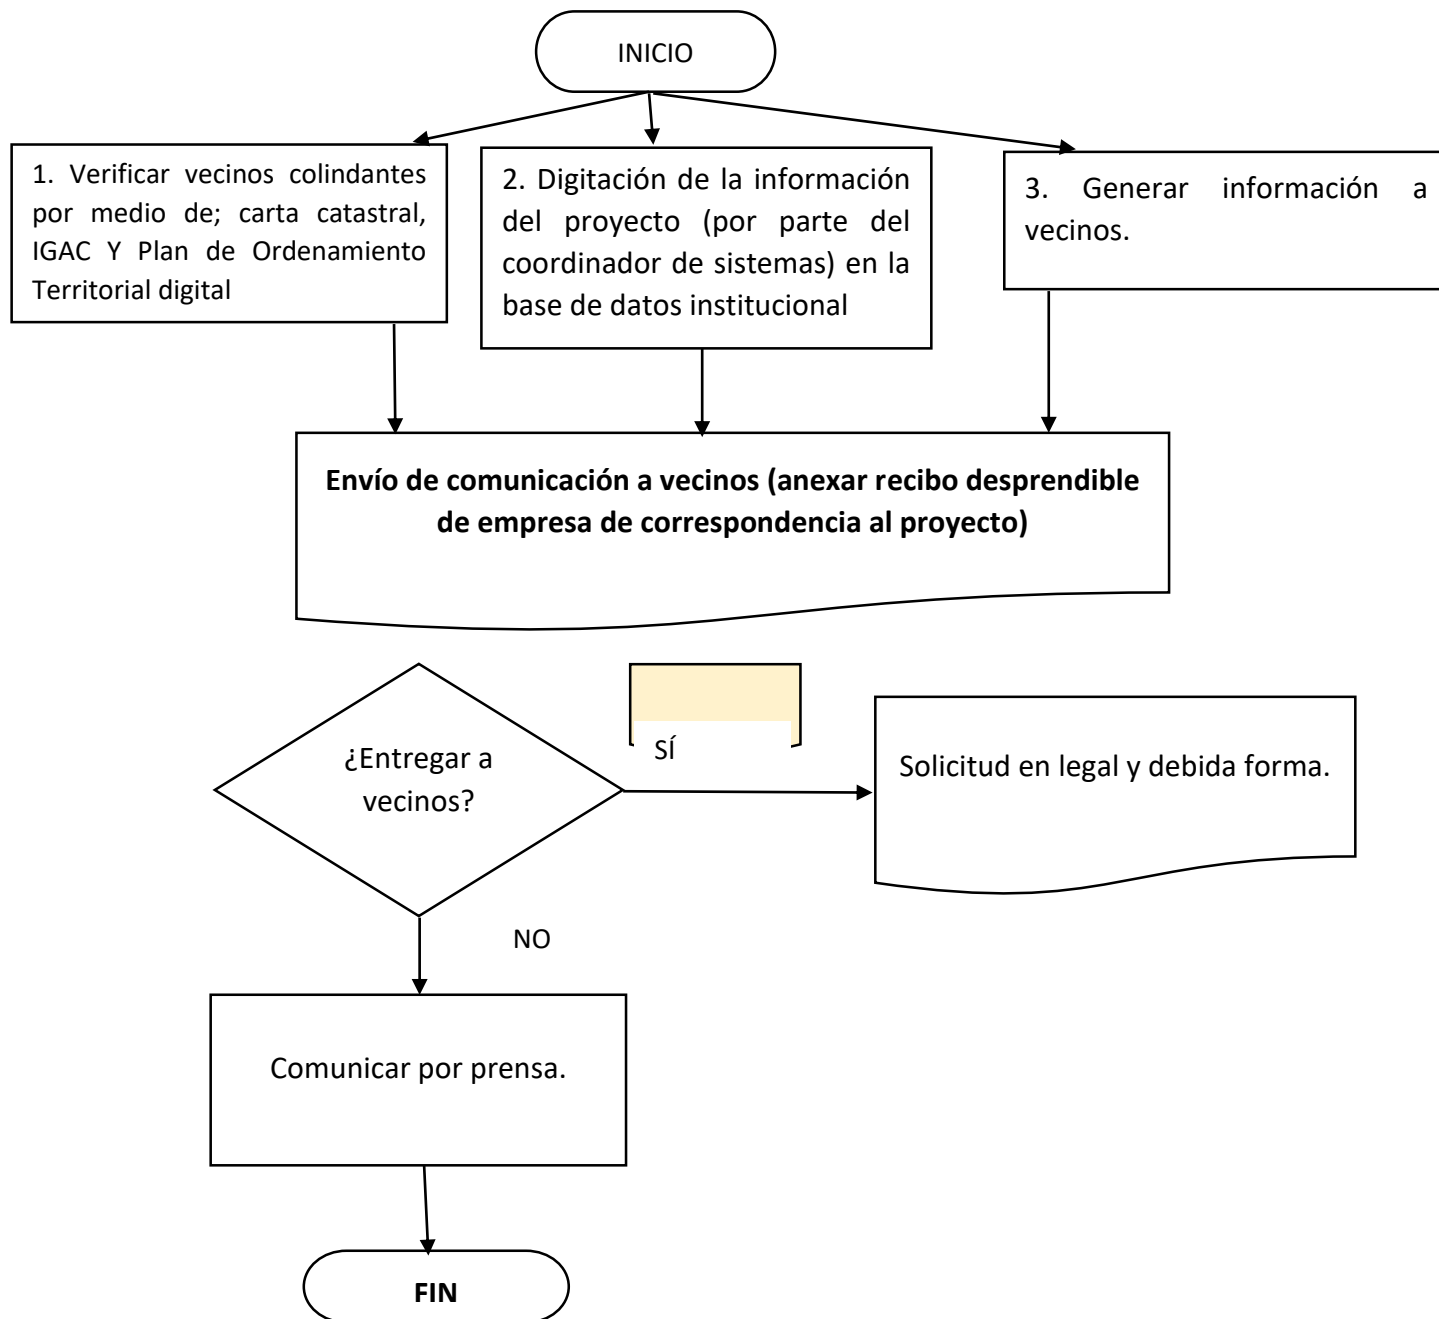 INICIO
1. Verificar vecinos colindantes
por medio de; carta catastral,
IGAC Y Plan de Ordenamiento
Territorial digital
2. Digitación de la información
del proyecto (por parte del
coordinador de sistemas) en la
base de datos institucional
3. Generar información a
vecinos.
Envío de comunicación a vecinos (anexar recibo desprendible
de empresa de correspondencia al proyecto)
¿Entregar a
vecinos?
SÍ
Solicitud en legal y debida forma.
NO
Comunicar por prensa.
FIN